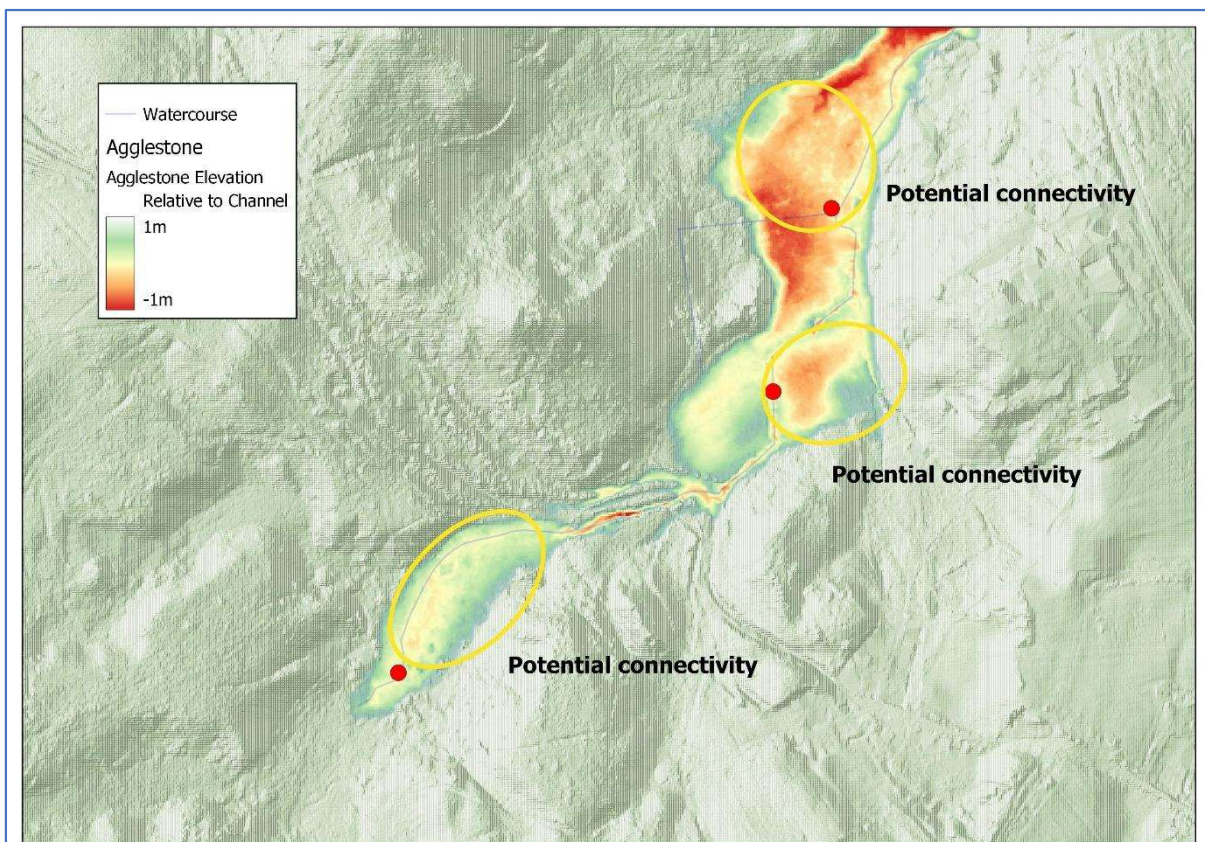 Watercourse
Agglestone
Agglestone Elevation
Relative to Channel
1m
-1m
Potential connectivity
Potential connectivity
Potential connectivity